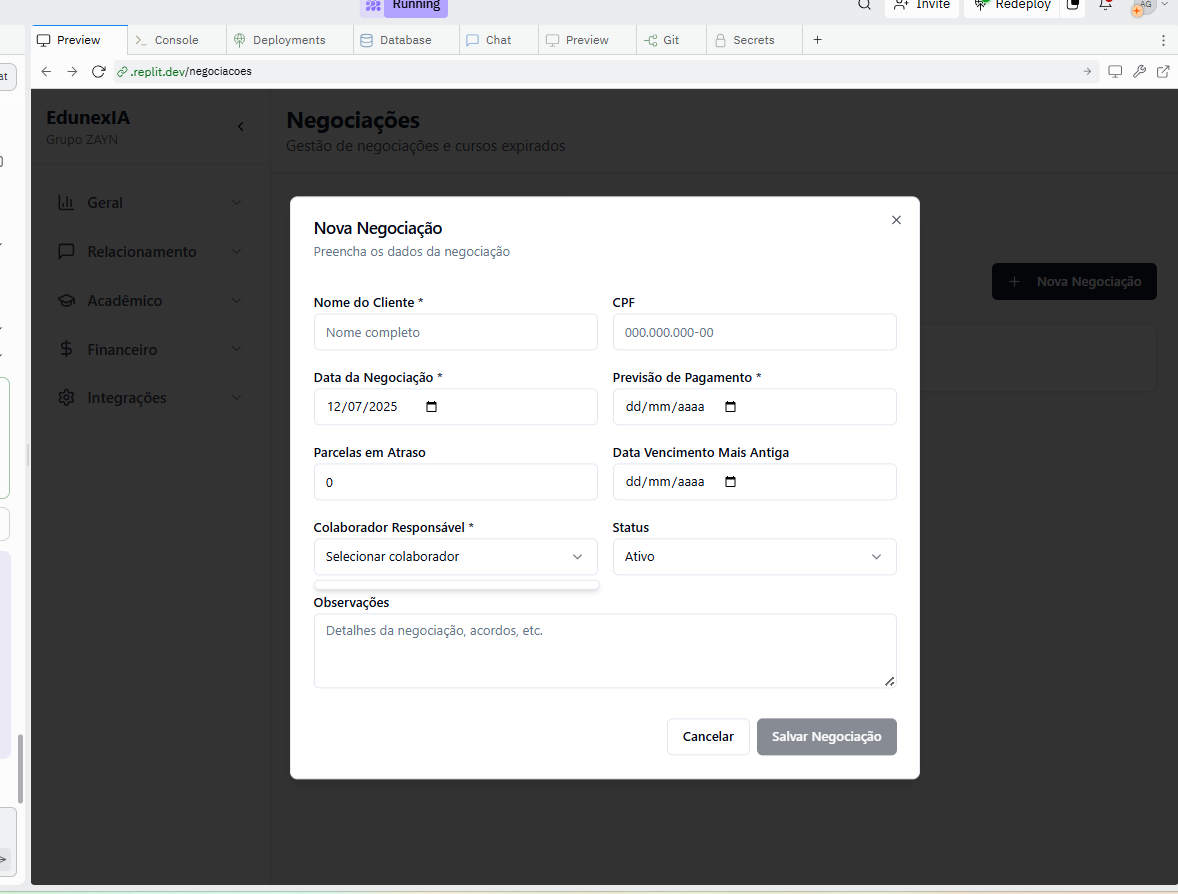 Running
Invite
Redeploy
AG
Preview
Console
Deployments
Database
Chat
Preview
Git
Secrets
at
.replit.dev/negociacoes
EdunexIA
Grupo ZAYN
Negociações
Gestão de negociações e cursos expirados
Geral
Relacionamento
Acadêmico
Financeiro
Integrações
Nova Negociação
Nova Negociação
Preencha os dados da negociação
Nome do Cliente *
CPF
Nome completo
000.000.000-00
Data da Negociação *
Previsão de Pagamento *
12/07/2025
dd/mm/aaaa
Parcelas em Atraso
Data Vencimento Mais Antiga
0
dd/mm/aaaa
Colaborador Responsável *
Status
Selecionar colaborador
Ativo
Observações
Detalhes da negociação, acordos, etc.
Cancelar
Salvar Negociação